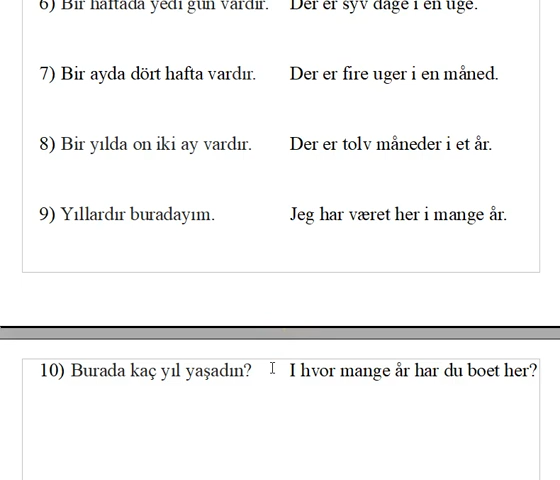 6) Bir haftada yedi gün vardır. Der er syv dage i en uge.
7) Bir ayda dört hafta vardır. Der er fire uger i en måned.
8) Bir yılda on iki ay vardır. Der er tolv måneder i et år.
9) Yıllardır buradayım. Jeg har været her i mange år.
10) Burada kaç yıl yaşadın? I hvor mange år har du boet her?